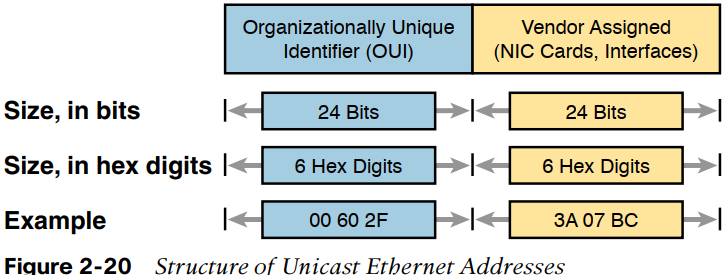 Organizationally Unique
Identifier (OUI)
Vendor Assigned
(NIC Cards, Interfaces)
Size, in bits
24 Bits
24 Bits
Size, in hex digits
6 Hex Digits
6 Hex Digits
Example
00 60 2F
3A 07 BC
Figure 2-20 Structure of Unicast Ethernet Addresses